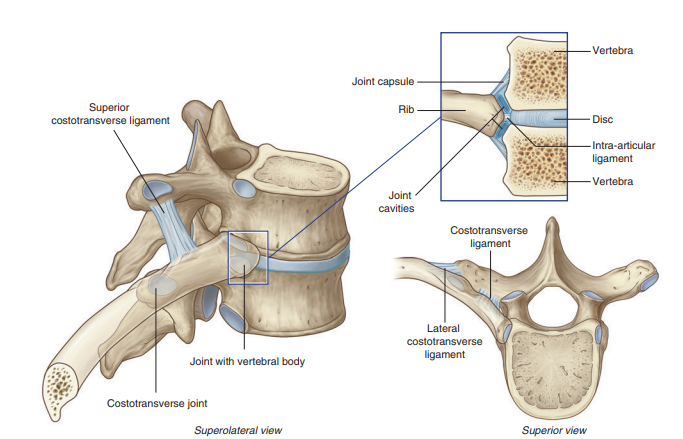 Superior
costotransverse ligament
Joint with vertebral body
Costotransverse joint
Superolateral view
Joint capsule
Rib
Joint
cavities
Vertebra
Disc
Intra-articular
ligament
Vertebra
Costotransverse
ligament
Lateral
costotransverse
ligament
Superior view